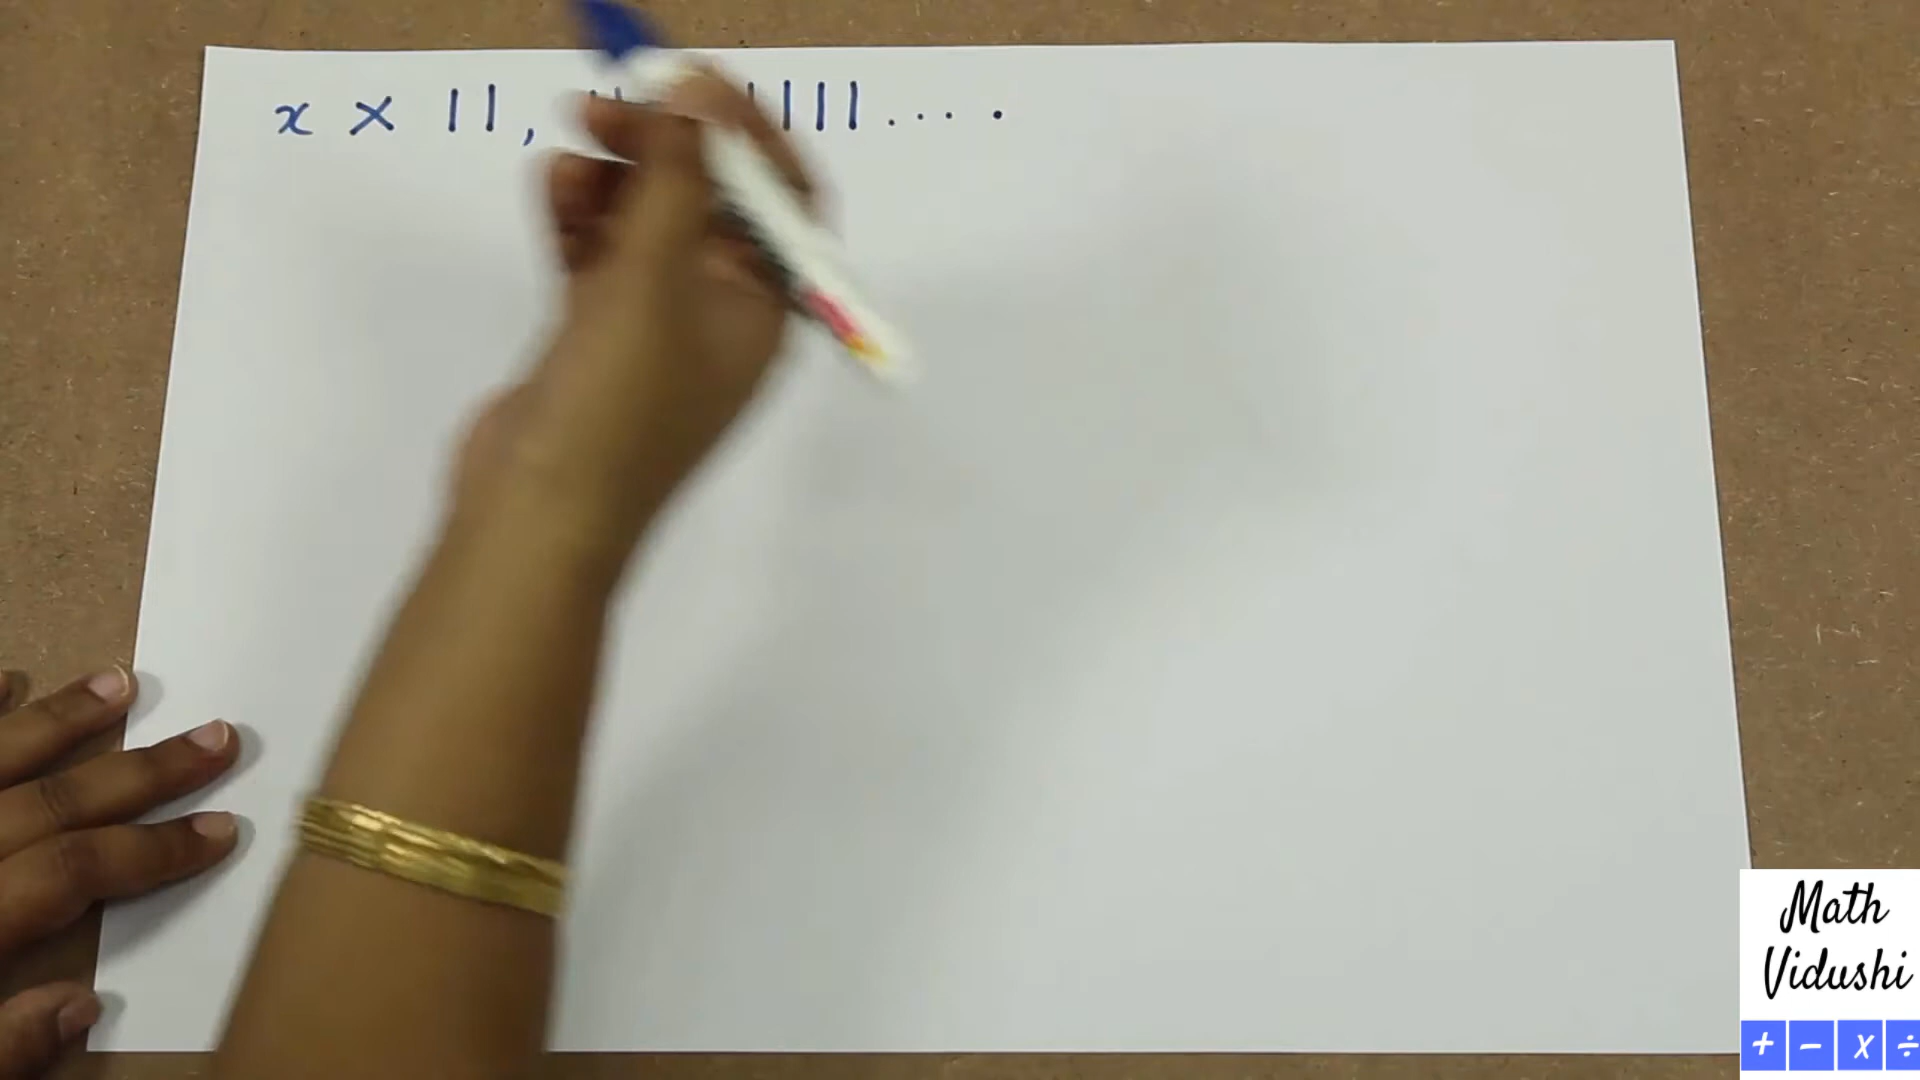 x × 11, 1111....
Math
Vidushi
+ − x ÷